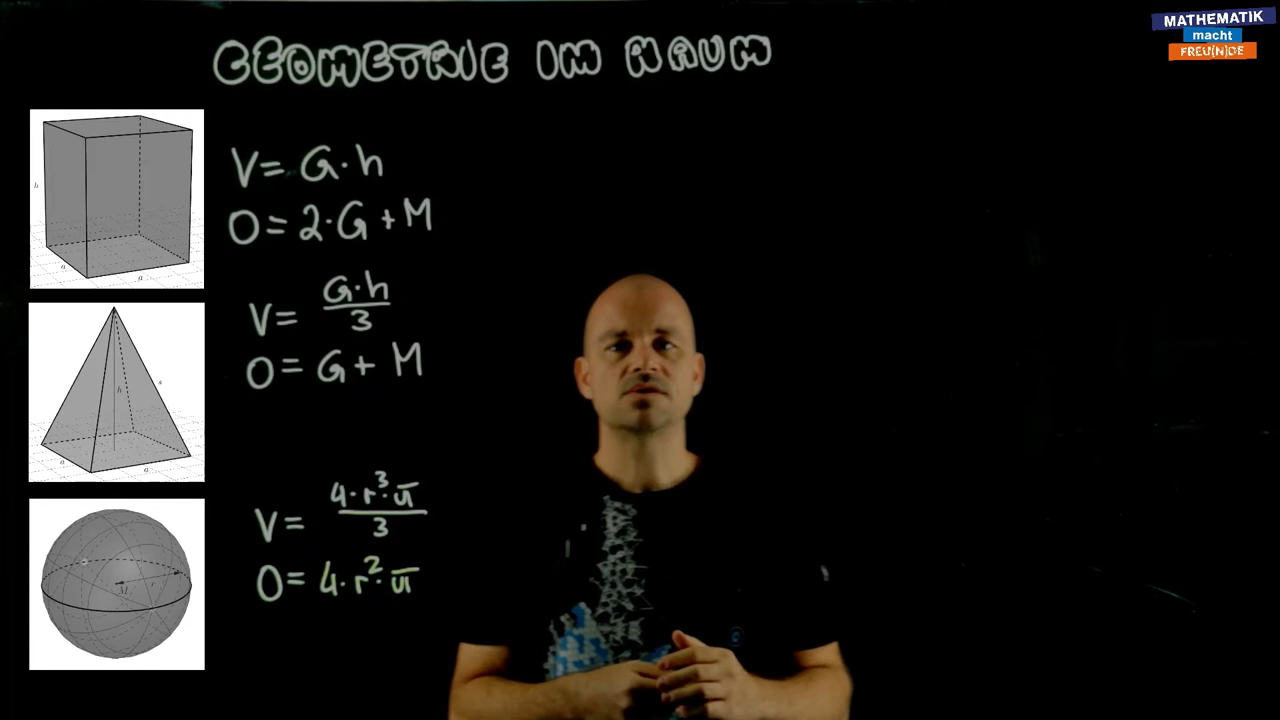 GEOMETRIE IM RAUM
MATHEMATIK
macht
FREU(N)DE
V = G·h
O = 2·G + M
h
a
a
V = G·h / 3
O = G + M
h
s
a
a
V = 4·r³·π / 3
O = 4·r²·π
M
r